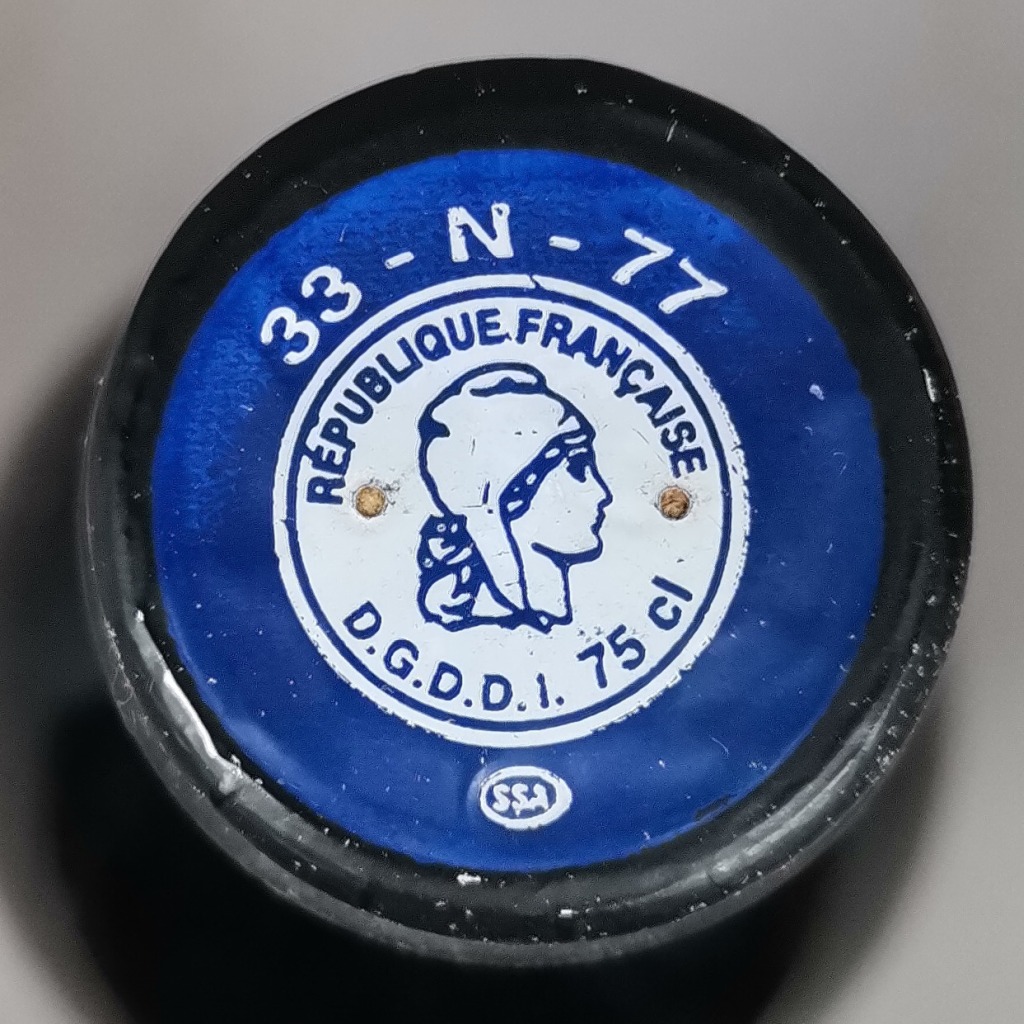 33 - N - 77
RÉPUBLIQUE FRANÇAISE
D.G.D.D.I. 75 cl
SSA